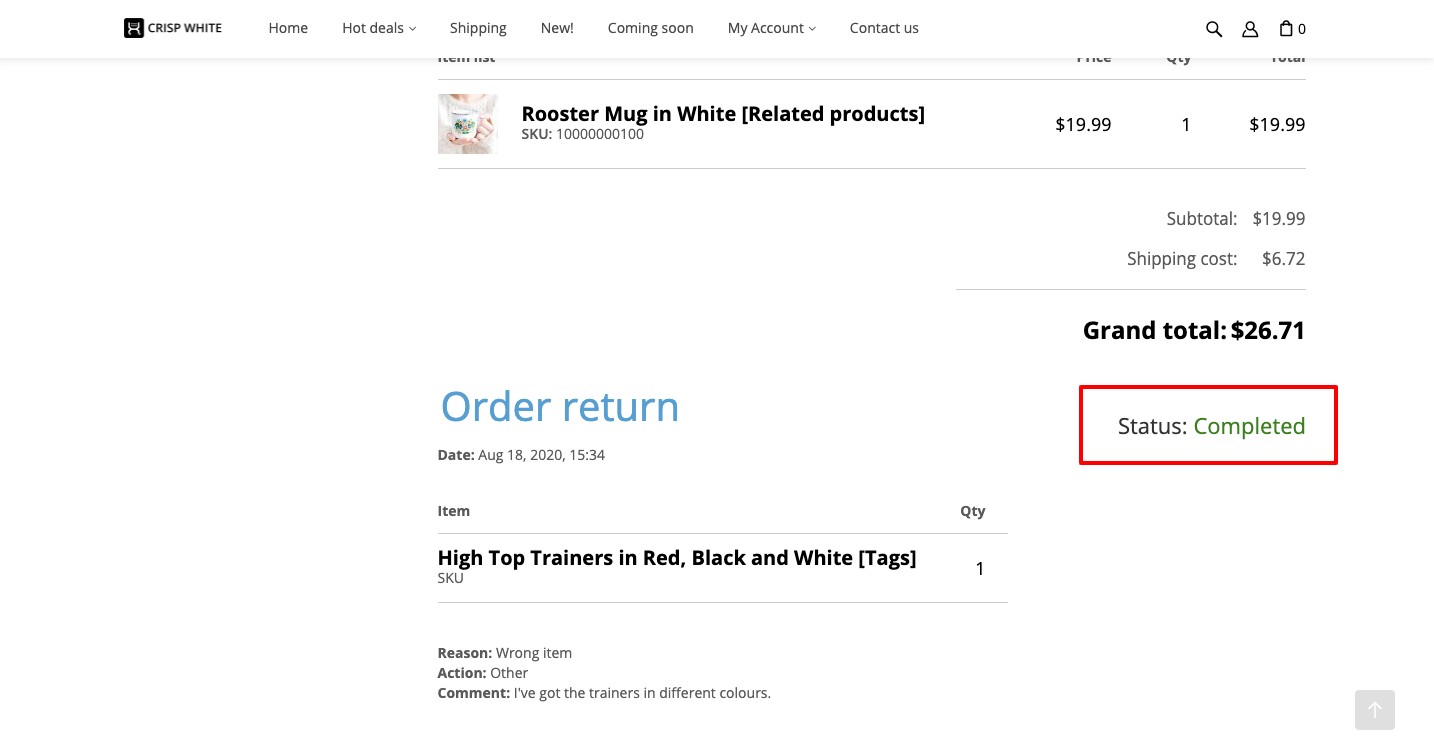 CRISP WHITE Home Hot deals Shipping New! Coming soon My Account Contact us 0
Item list Price Qty Total
Rooster Mug in White [Related products]
SKU: 10000000100 $19.99 1 $19.99
Subtotal: $19.99
Shipping cost: $6.72
Grand total: $26.71
Order return
Status: Completed
Date: Aug 18, 2020, 15:34
Item Qty
High Top Trainers in Red, Black and White [Tags]
SKU 1
Reason: Wrong item
Action: Other
Comment: I've got the trainers in different colours.